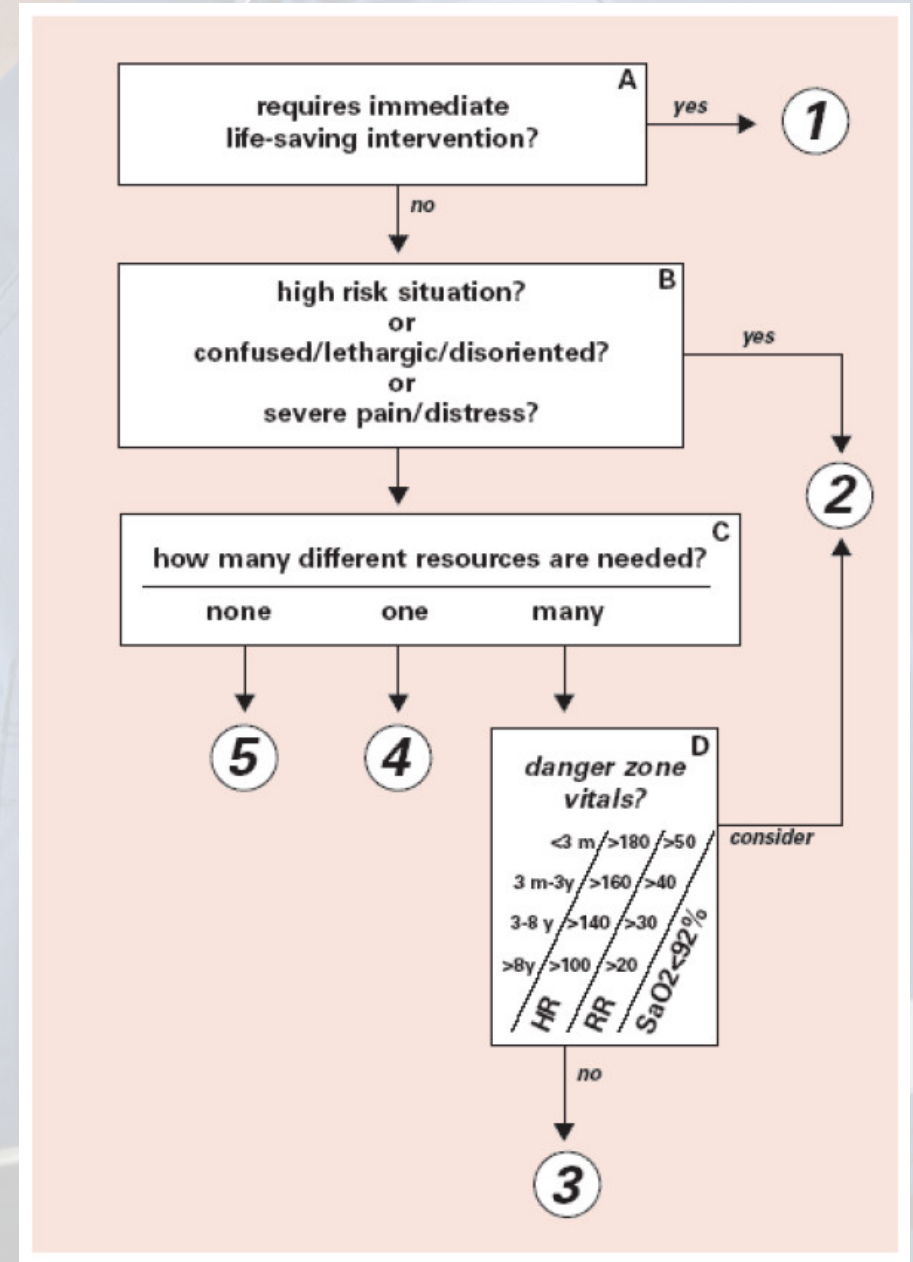 A
requires immediate
life-saving intervention?
yes
1
no
B
high risk situation?
or
confused/lethargic/disoriented?
or
severe pain/distress?
yes
2
C
how many different resources are needed?
none one many
5 4
D
danger zone
vitals?
<3 m >180 >50
3 m-3y >160 >40
3-8 y >140 >30
>8y >100 >20
HR RR SaO2<92%
consider
no
3